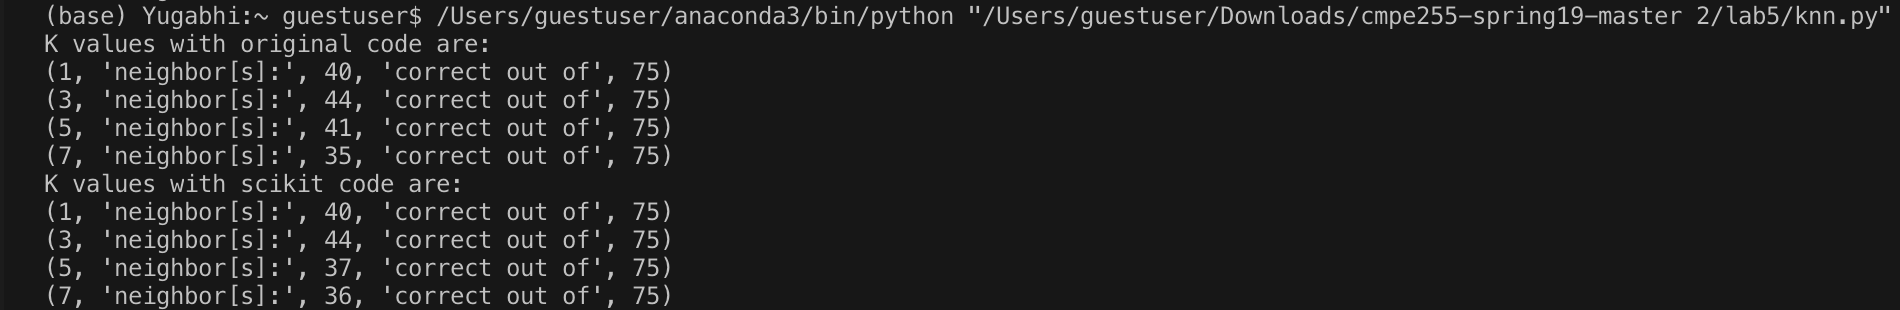 (base) Yugabhi:~ guestuser$ /Users/guestuser/anaconda3/bin/python "/Users/guestuser/Downloads/cmpe255-spring19-master 2/lab5/knn.py"
K values with original code are:
(1, 'neighbor[s]:', 40, 'correct out of', 75)
(3, 'neighbor[s]:', 44, 'correct out of', 75)
(5, 'neighbor[s]:', 41, 'correct out of', 75)
(7, 'neighbor[s]:', 35, 'correct out of', 75)
K values with scikit code are:
(1, 'neighbor[s]:', 40, 'correct out of', 75)
(3, 'neighbor[s]:', 44, 'correct out of', 75)
(5, 'neighbor[s]:', 37, 'correct out of', 75)
(7, 'neighbor[s]:', 36, 'correct out of', 75)